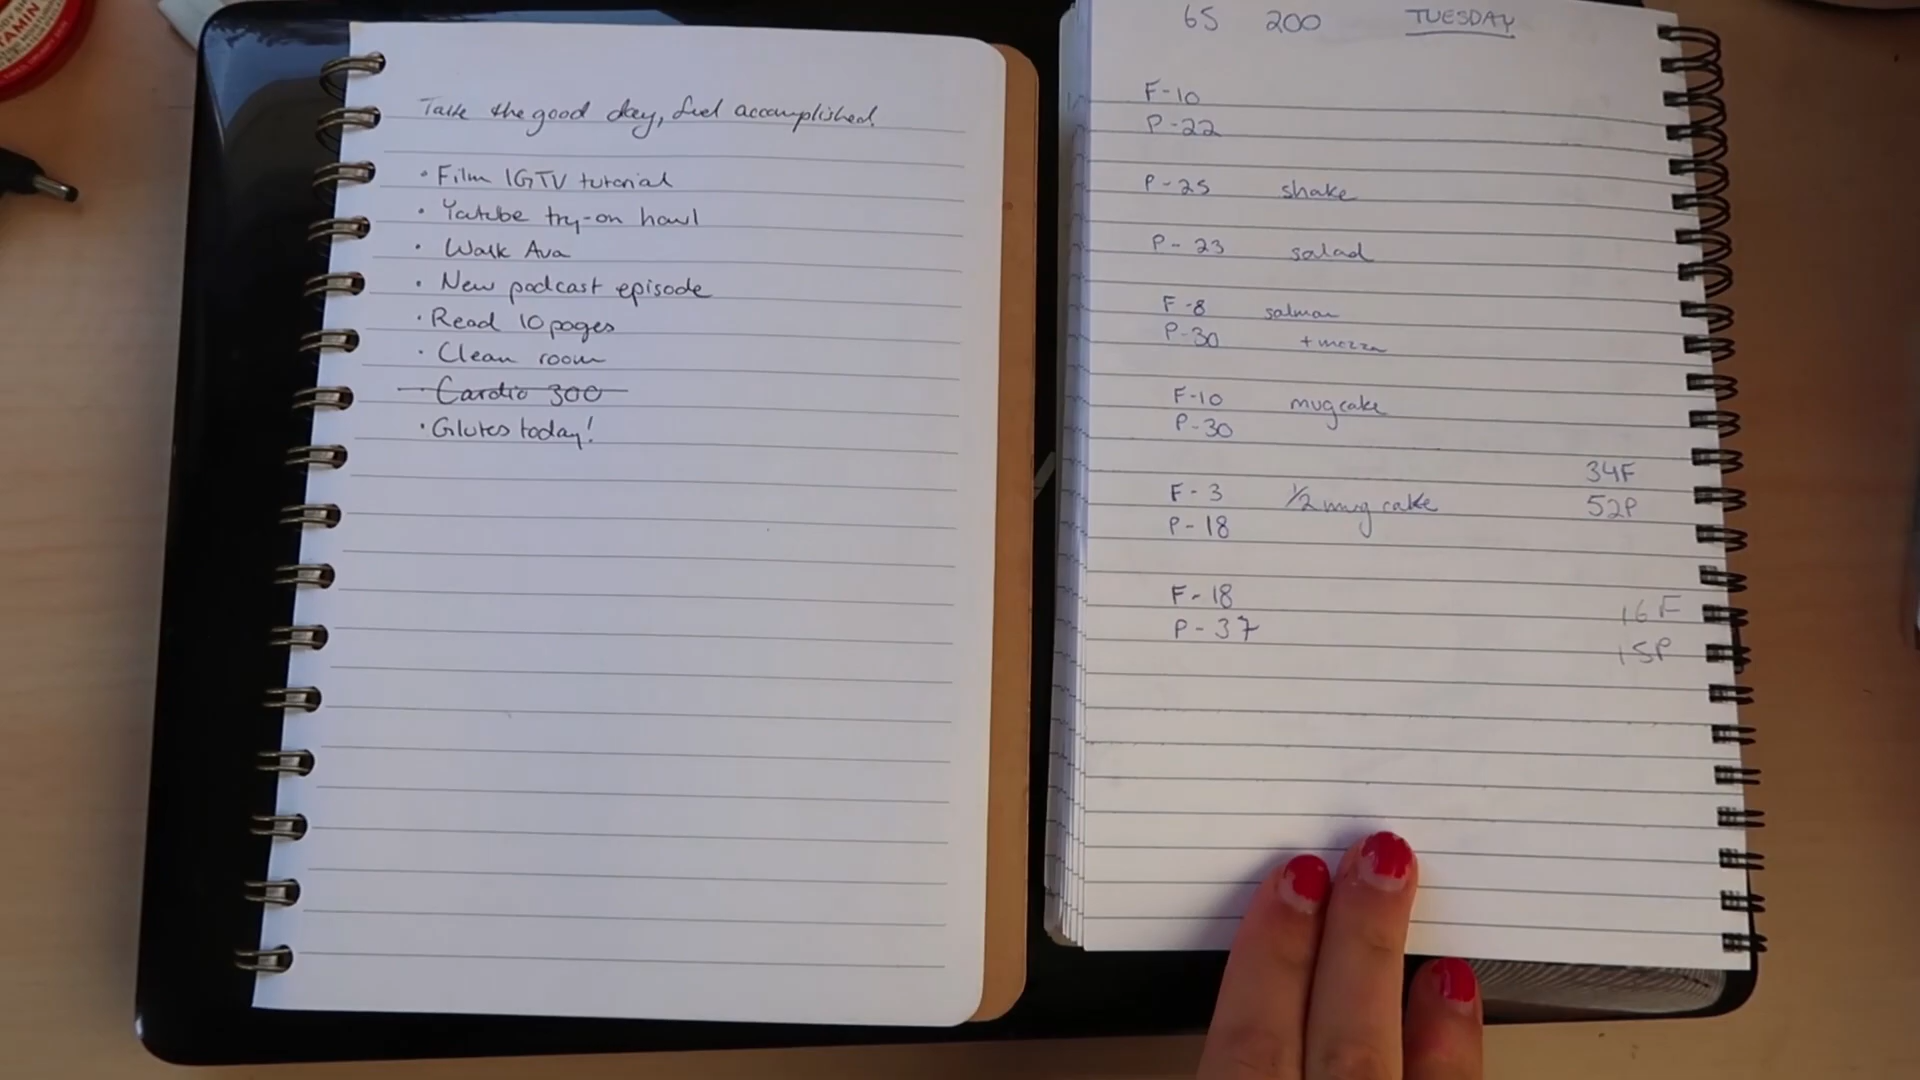 Take the good day, feel accomplished.
• Film IGTV tutorial
• Youtube try-on hawl
• Walk Ava
• New podcast episode
• Read 10 pages
• Clean room
Cardio 300
• Glutes today!
65 200 TUESDAY
F-10
P-22
P-25 shake
P-23 salad
F-8 salmon
P-30 +mozza
F-10 mugcake
P-30
34F
F-3 1/2 mug cake 52P
P-18
F-18 16F
P-37 15P